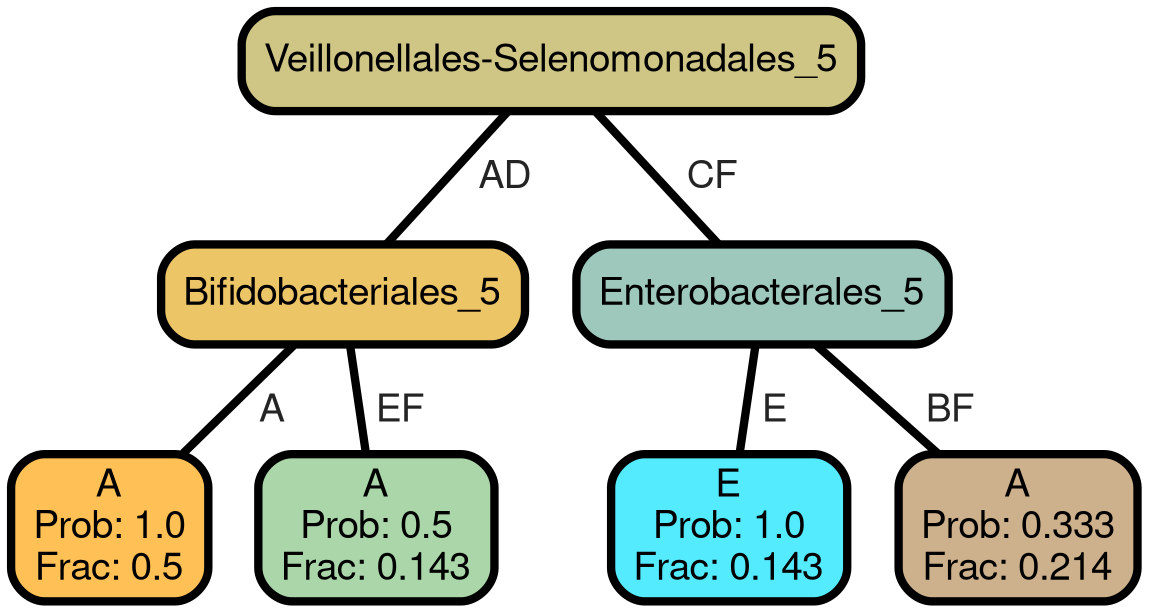 Veillonellales-Selenomonadales_5
AD
CF
Bifidobacteriales_5
Enterobacterales_5
A
EF
E
BF
A
Prob: 1.0
Frac: 0.5
A
Prob: 0.5
Frac: 0.143
E
Prob: 1.0
Frac: 0.143
A
Prob: 0.333
Frac: 0.214